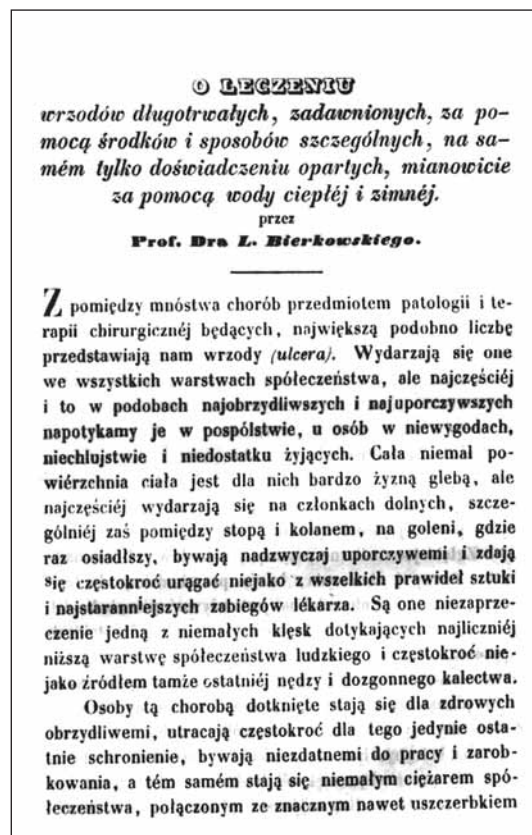 O LECZENIU
wrzodów długotrwałych, zadawnionych, za po-
mocą środków i sposobów szczególnych, na sa-
mém tylko doświadczeniu opartych, mianowicie
za pomocą wody ciepłéj i zimnéj.
przez
Prof. Dra L. Bierkowskiego.
Z pomiędzy mnóstwa chorób przedmiotem patologii i te-
rapii chirurgicznéj będących, największą podobno liczbę
przedstawiają nam wrzody (ulcera). Wydarzają się one
we wszystkich warstwach spółeczeństwa, ale najczęściéj
i to w podobach najobrzydliwszych i najuporczywszych
napotykamy je w pospólstwie, u osób w niewygodach,
niechlujstwie i niedostatku żyjących. Cała niemal po-
wiérzchnia ciała jest dla nich bardzo żyzną glebą, ale
najczęściéj wydarzają się na członkach dolnych, szcze-
gólniéj zaś pomiędzy stopą i kolanem, na goleni, gdzie
raz osiadłszy, bywają nadzwyczaj uporczywemi i zdają
się częstokroć urągać niejako z wszelkich prawideł sztuki
i najstaranniejszych zabiegów lékarza. Są one niezaprze-
czenie jedną z niemałych klęsk dotykających najliczniéj
niższą warstwę spółeczeństwa ludzkiego i częstokroć nie-
jako źródłem tamże ostatniéj nędzy i dozgonnego kalectwa.
Osoby tą chorobą dotknięte stają się dla zdrowych
obrzydliwemi, utracają częstokroć dla tego jedynie osta-
tnie schronienie, bywają niezdatnemi do pracy i zarob-
kowania, a tém samém stają się niemałym ciężarem spó-
łeczeństwa, połączonym ze znacznym nawet uszczerbkiem